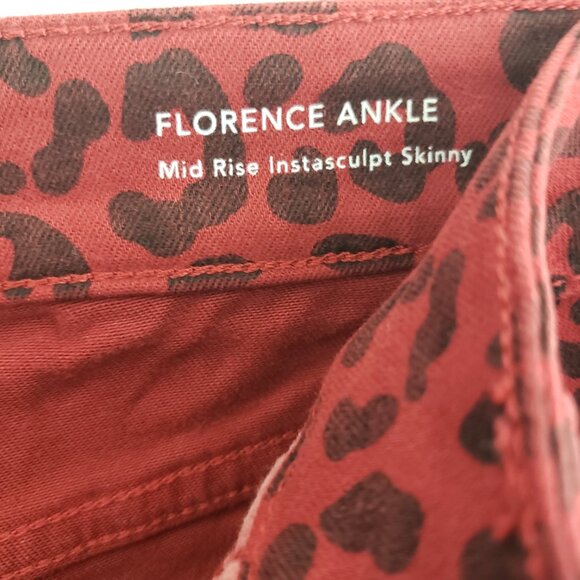 FLORENCE ANKLE
Mid Rise Instasculpt Skinny